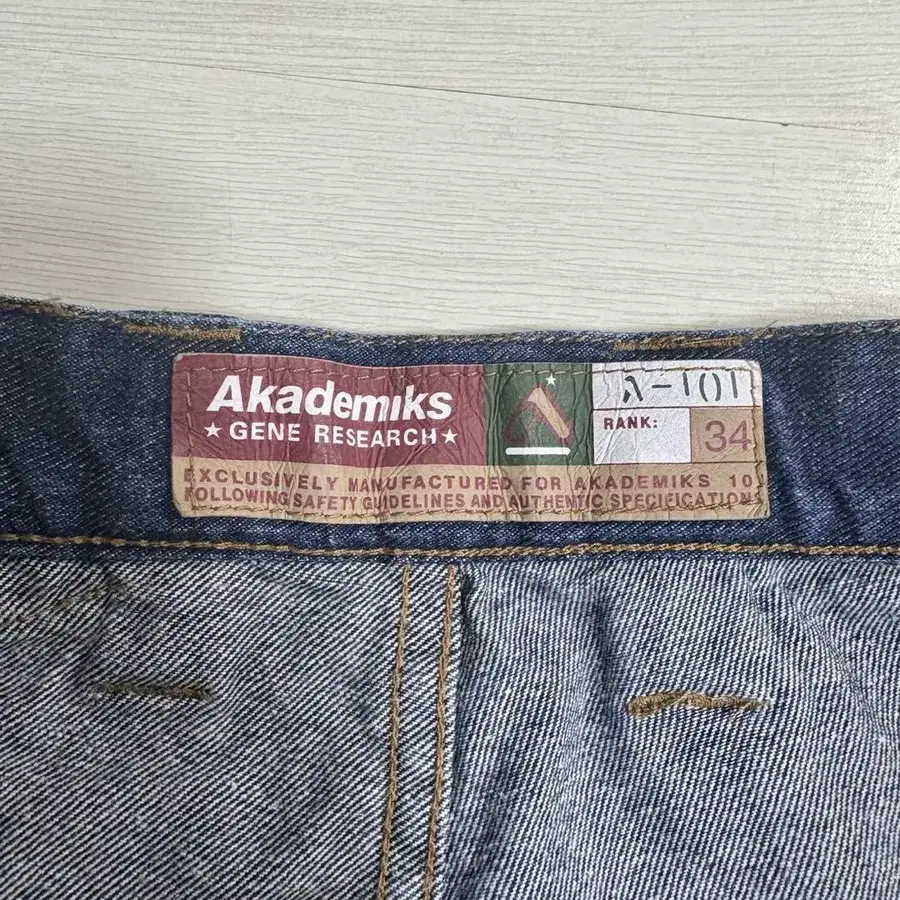 Akademiks
★ GENE RESEARCH ★
λ-101
RANK:
34
EXCLUSIVELY MANUFACTURED FOR AKADEMIKS 10
FOLLOWING SAFETY GUIDELINES AND AUTHENTIC SPECIFICATIONS